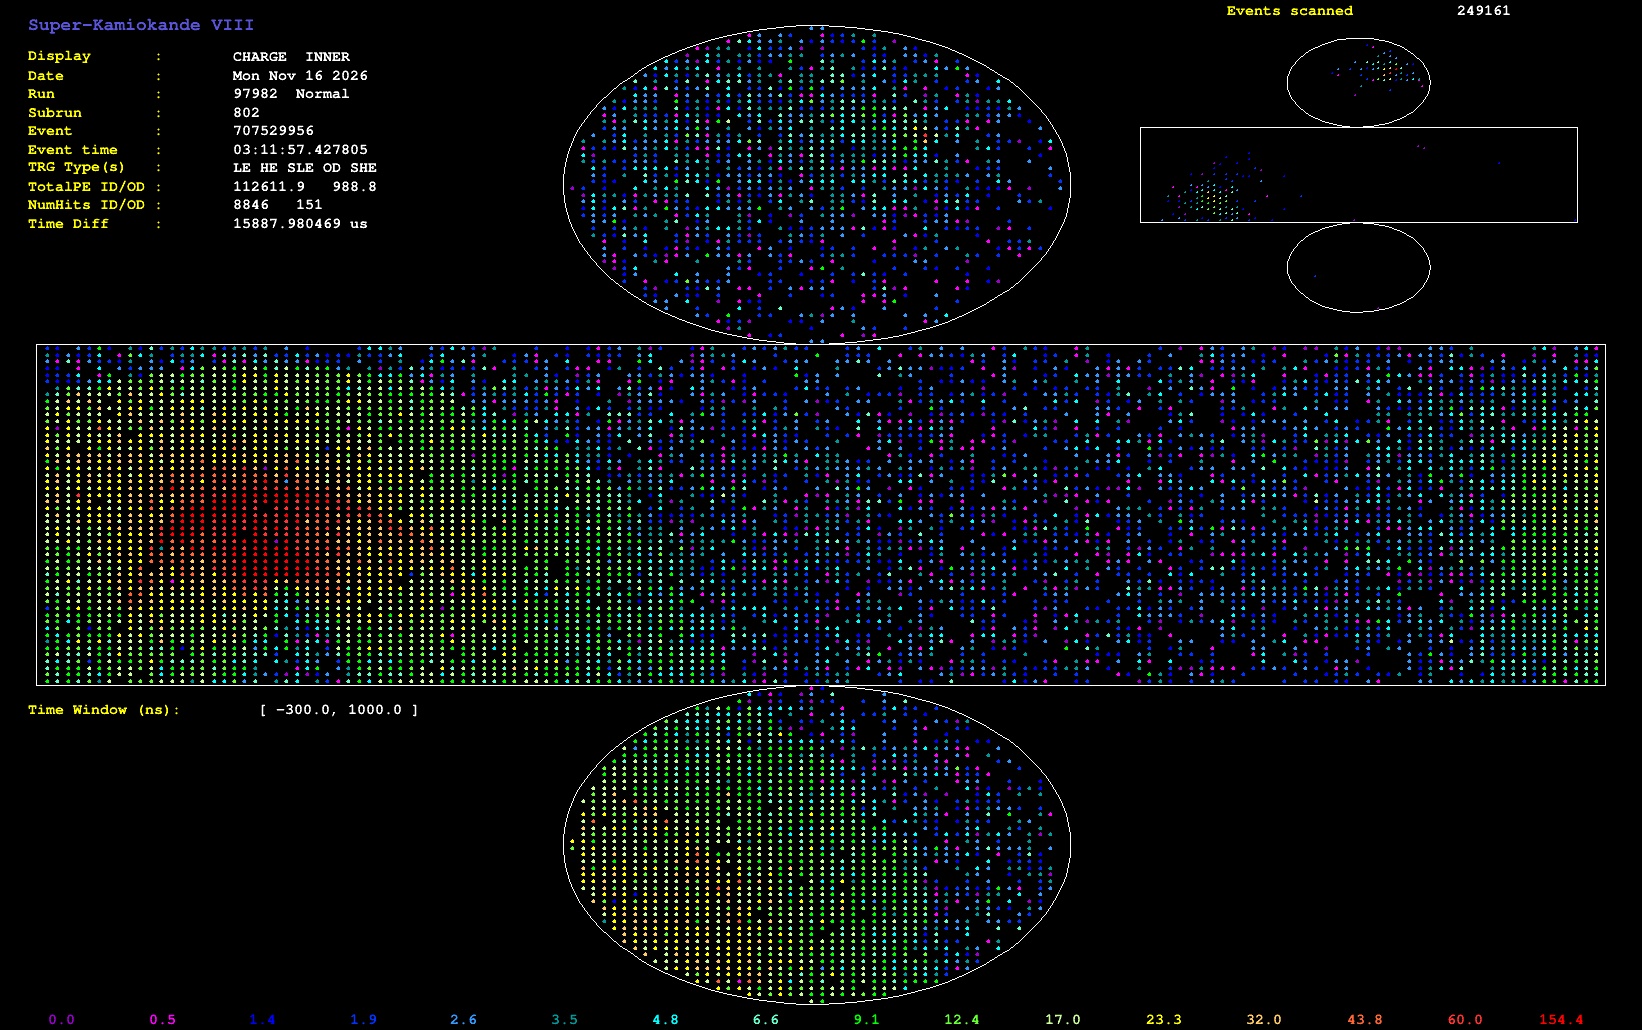 Super-Kamiokande VIII
Events scanned 249161
Display : CHARGE INNER
Date : Mon Nov 16 2026
Run : 97982 Normal
Subrun : 802
Event : 707529956
Event time : 03:11:57.427805
TRG Type(s) : LE HE SLE OD SHE
TotalPE ID/OD : 112611.9 988.8
NumHits ID/OD : 8846 151
Time Diff : 15887.980469 us
Time Window (ns): [ -300.0, 1000.0 ]
0.0 0.5 1.4 1.9 2.6 3.5 4.8 6.6 9.1 12.4 17.0 23.3 32.0 43.8 60.0 154.4